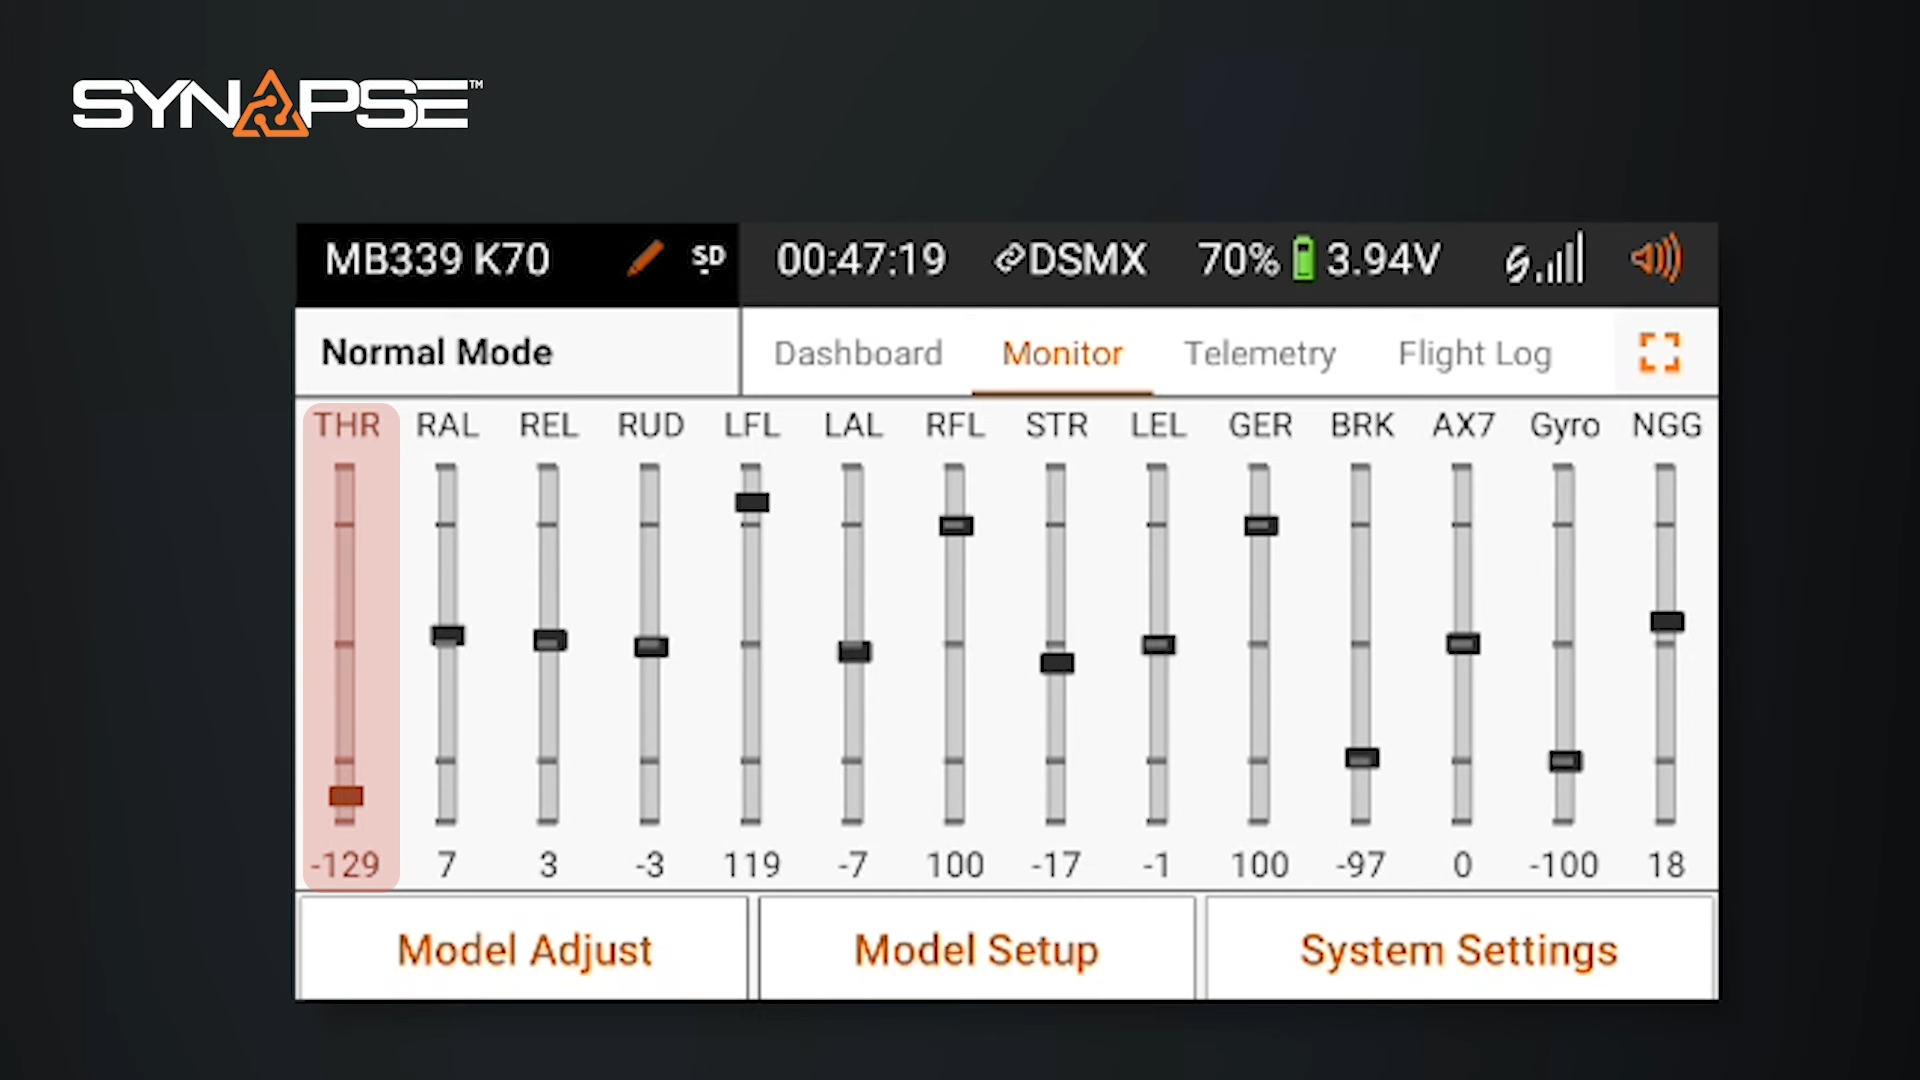 SYNAPSE™
MB339 K70 SD 00:47:19 DSMX 70% 3.94V
Normal Mode Dashboard Monitor Telemetry Flight Log
THR RAL REL RUD LFL LAL RFL STR LEL GER BRK AX7 Gyro NGG
-129 7 3 -3 119 -7 100 -17 -1 100 -97 0 -100 18
Model Adjust Model Setup System Settings